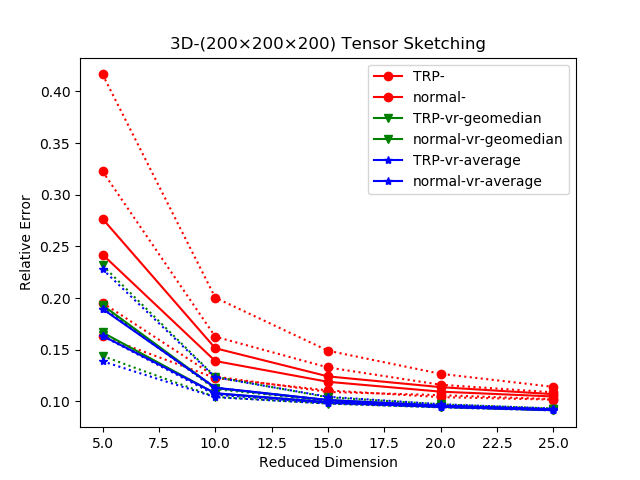 3D-(200×200×200) Tensor Sketching
TRP-
normal-
TRP-vr-geomedian
normal-vr-geomedian
TRP-vr-average
normal-vr-average
Relative Error
0.40
0.35
0.30
0.25
0.20
0.15
0.10
5.0 7.5 10.0 12.5 15.0 17.5 20.0 22.5 25.0
Reduced Dimension